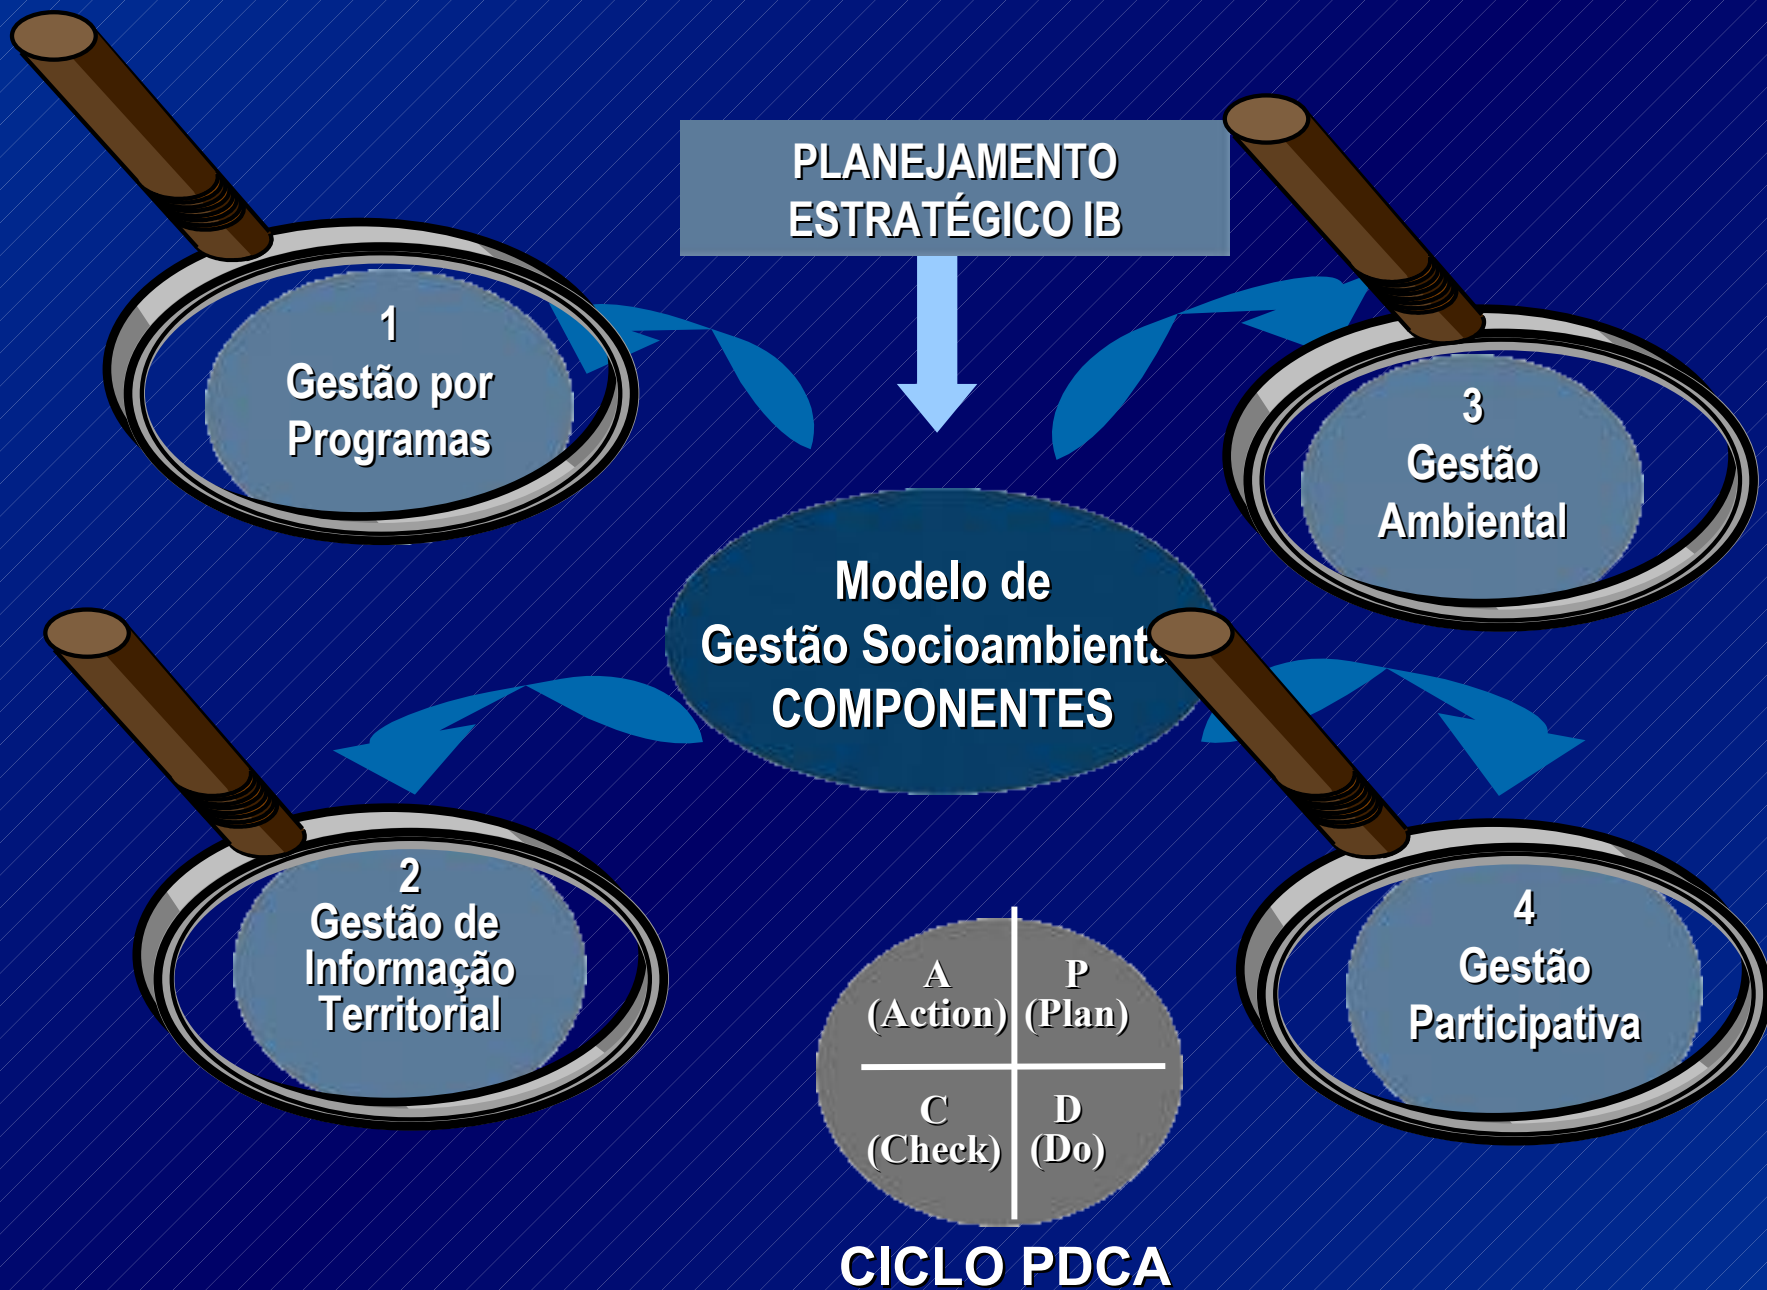 PLANEJAMENTO
ESTRATÉGICO IB
1
Gestão por
Programas
3
Gestão
Ambiental
Modelo de
Gestão Socioambienta
COMPONENTES
2
Gestão de
Informação
Territorial
4
Gestão
Participativa
A
(Action)
P
(Plan)
C
(Check)
D
(Do)
CICLO PDCA